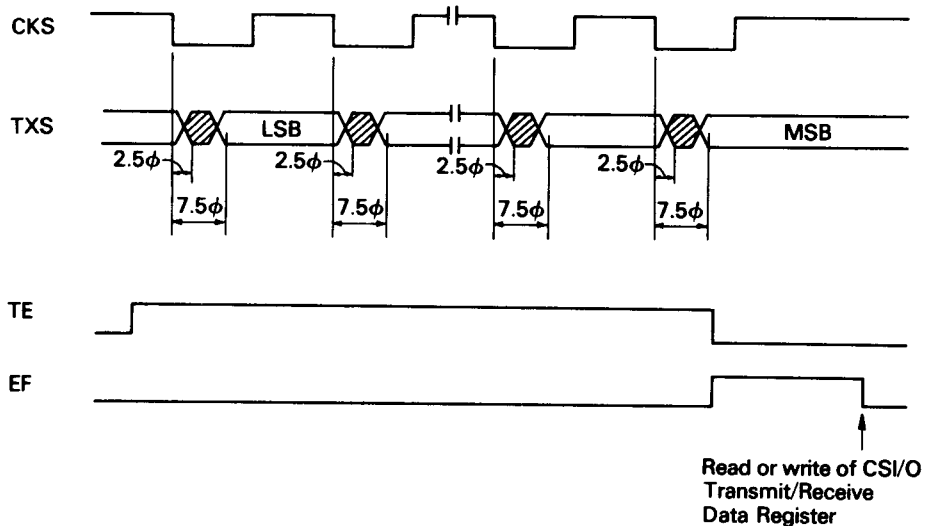 CKS
TXS
LSB
MSB
2.5ϕ
2.5ϕ
2.5ϕ
2.5ϕ
7.5ϕ
7.5ϕ
7.5ϕ
7.5ϕ
TE
EF
Read or write of CSI/O
Transmit/Receive
Data Register